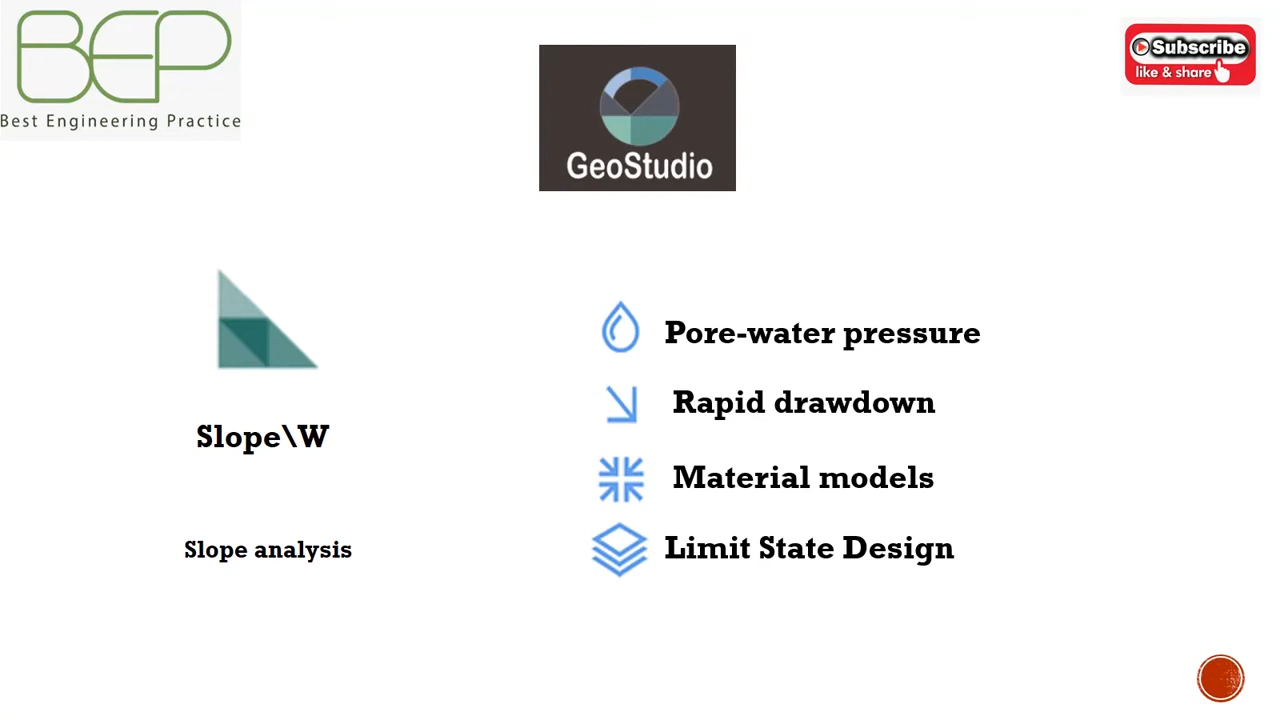 BEP
Best Engineering Practice
GeoStudio
Subscribe
like & share
Slope\W
Slope analysis
Pore-water pressure
Rapid drawdown
Material models
Limit State Design